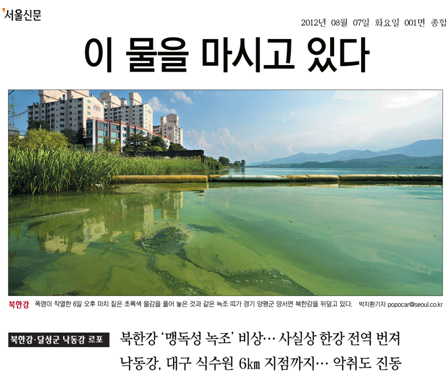 서울신문
2012년 08월 07일 화요일 001면 종합
이 물을 마시고 있다
북한강 폭염이 작열한 6일 오후 마치 짙은 초록색 물감을 풀어 놓은 것과 같은 녹조 띠가 경기 양평군 양서면 북한강을 뒤덮고 있다. 박지환기자 popocar@seoul.co.kr
북한강·달성군 낙동강 르포
북한강 ‘맹독성 녹조’ 비상… 사실상 한강 전역 번져
낙동강, 대구 식수원 6km 지점까지… 악취도 진동